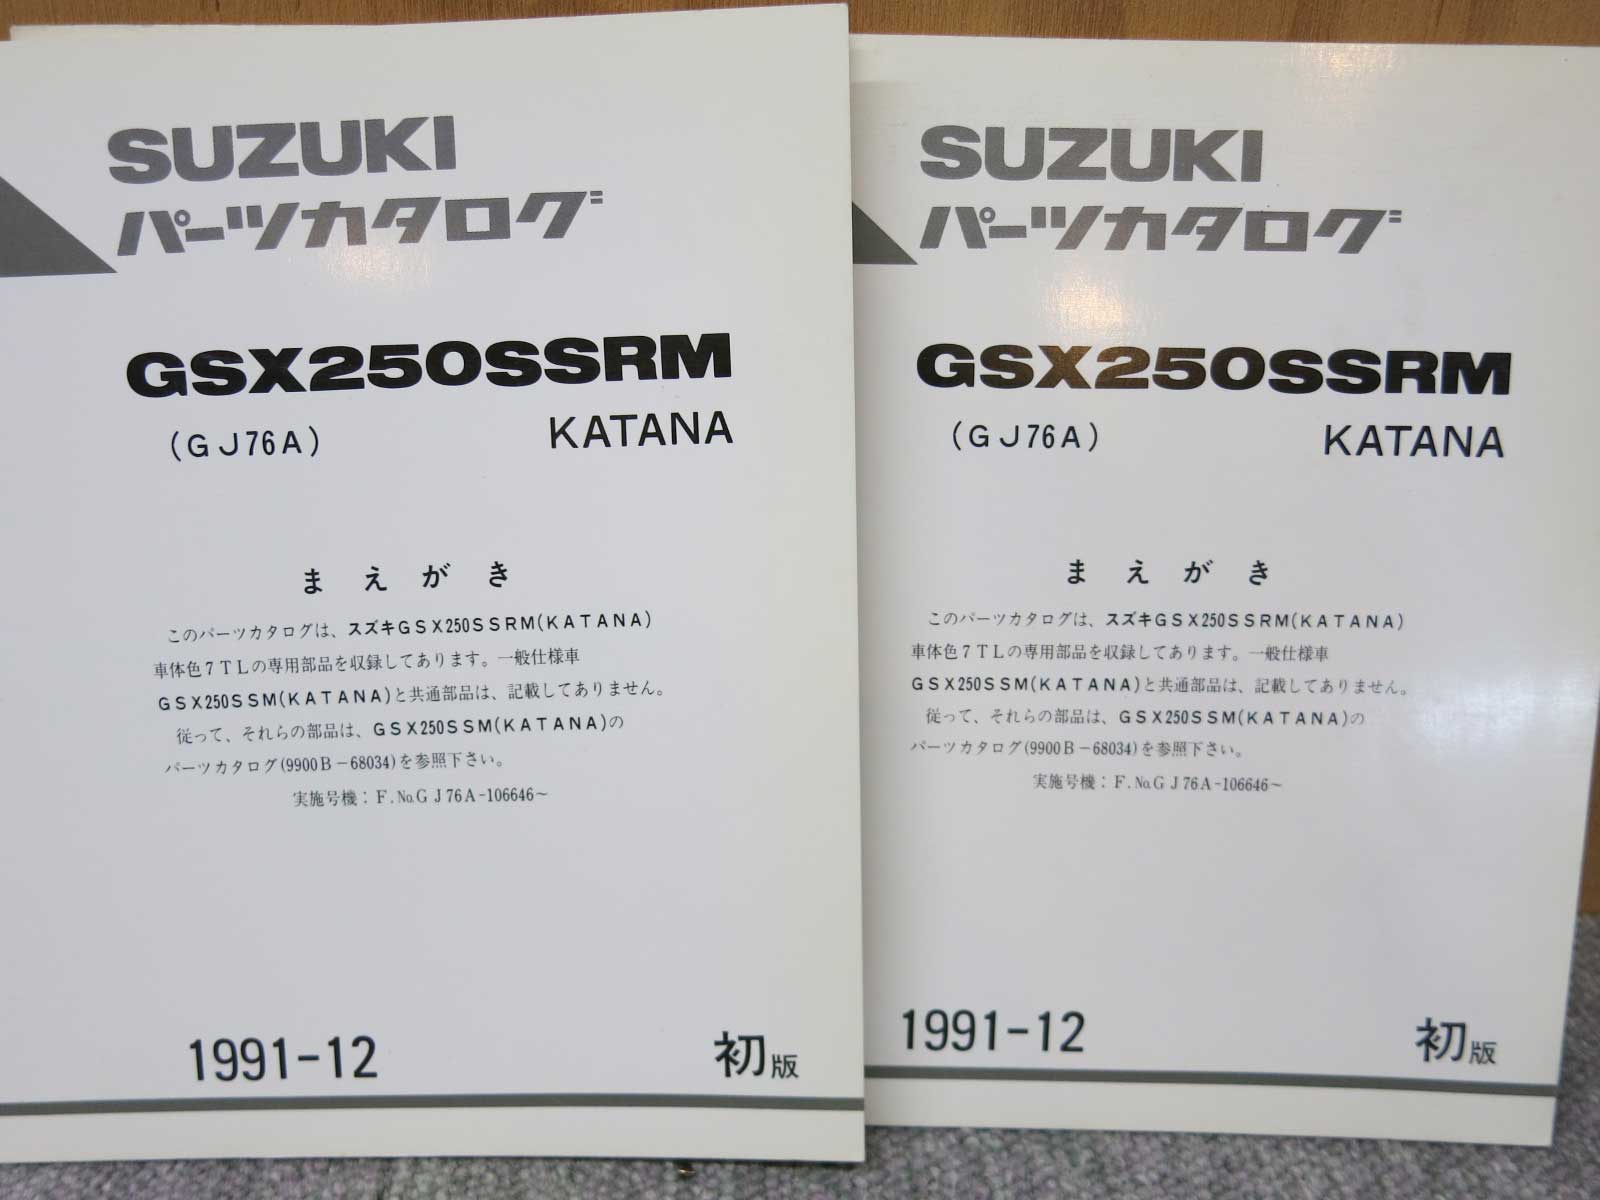 SUZUKI
パーツカタログ
GSX250SSRM
(GJ76A)
KATANA
まえがき
このパーツカタログは、スズキGSX250SSRM(KATANA)
車体色7TLの専用部品を収録してあります。一般仕様車
GSX250SSM(KATANA)と共通部品は、記載してありません。
従って、それらの部品は、GSX250SSM(KATANA)の
パーツカタログ(9900B-68034)を参照下さい。
実施号機：F.No.GJ76A-106646～
1991-12
初版
SUZUKI
パーツカタログ
GSX250SSRM
(GJ76A)
KATANA
まえがき
このパーツカタログは、スズキGSX250SSRM(KATANA)
車体色7TLの専用部品を収録してあります。一般仕様車
GSX250SSM(KATANA)と共通部品は、記載してありません。
従って、それらの部品は、GSX250SSM(KATANA)の
パーツカタログ(9900B-68034)を参照下さい。
実施号機：F.No.GJ76A-106646～
1991-12
初版